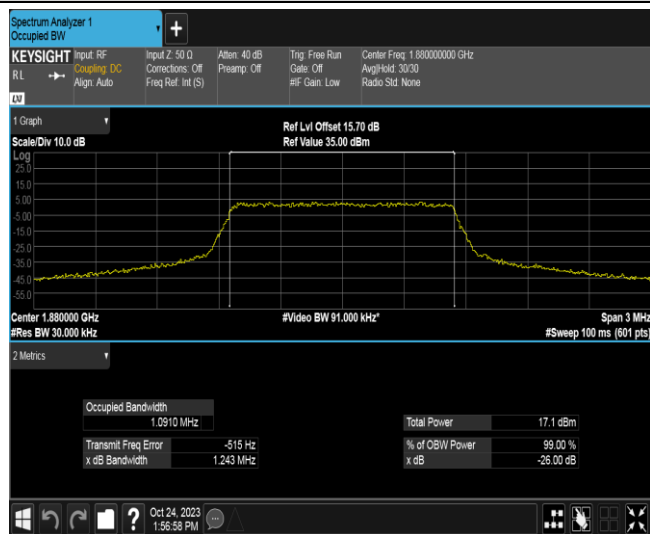 Spectrum Analyzer 1
Occupied BW
KEYSIGHT
RL
LXI
Input: RF
Coupling: DC
Align: Auto
Input Z: 50 Ω
Corrections: Off
Freq Ref: Int (S)
Atten: 40 dB
Preamp: Off
Trig: Free Run
Gate: Off
#IF Gain: Low
Center Freq: 1.880000000 GHz
Avg|Hold: 30/30
Radio Std: None
1 Graph
Scale/Div 10.0 dB
Ref Lvl Offset 15.70 dB
Ref Value 35.00 dBm
Log
25.0
15.0
5.00
-5.00
-15.0
-25.0
-35.0
-45.0
-55.0
Center 1.880000 GHz
#Res BW 30.000 kHz
#Video BW 91.000 kHz*
Span 3 MHz
#Sweep 100 ms (601 pts)
2 Metrics
Occupied Bandwidth
1.0910 MHz
Transmit Freq Error -515 Hz
x dB Bandwidth 1.243 MHz
Total Power 17.1 dBm
% of OBW Power 99.00 %
x dB -26.00 dB
?
Oct 24, 2023
1:56:58 PM